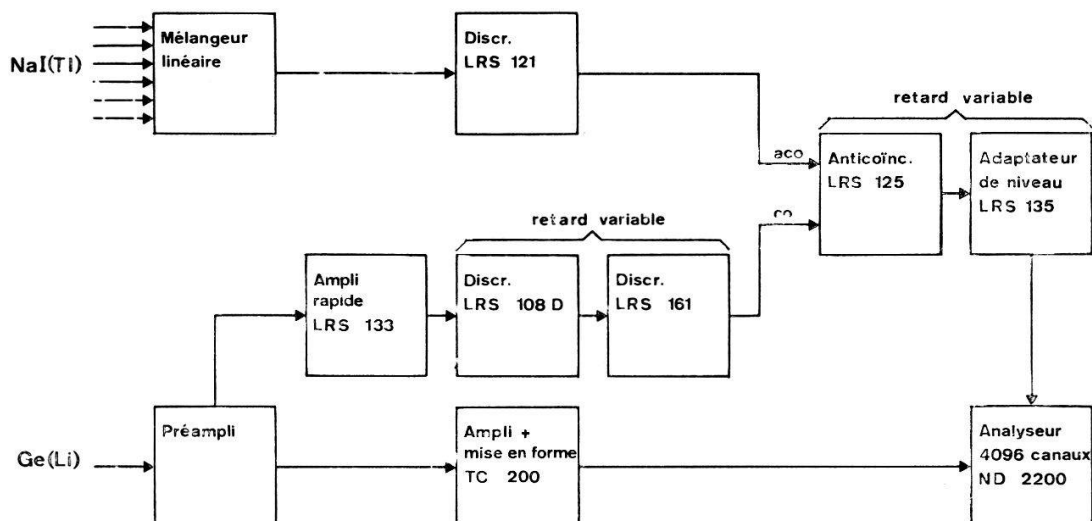 NaI(Tl)
Mélangeur
linéaire
Discr.
LRS 121
retard variable
aco
co
Anticoïnc.
LRS 125
Adaptateur
de niveau
LRS 135
retard variable
Ampli
rapide
LRS 133
Discr.
LRS 108 D
Discr.
LRS 161
Ge(Li)
Préampli
Ampli +
mise en forme
TC 200
Analyseur
4096 canaux
ND 2200